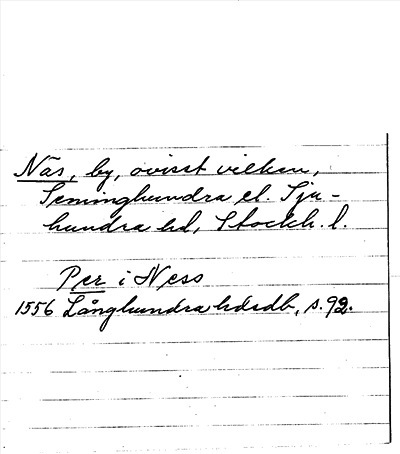 Näs, by, ovisst vilken,
Seminghundra el. Sju-
hundra hd, Stockh. l.
Per i Ness
1556 Långhundra hdsdb, s. 92.